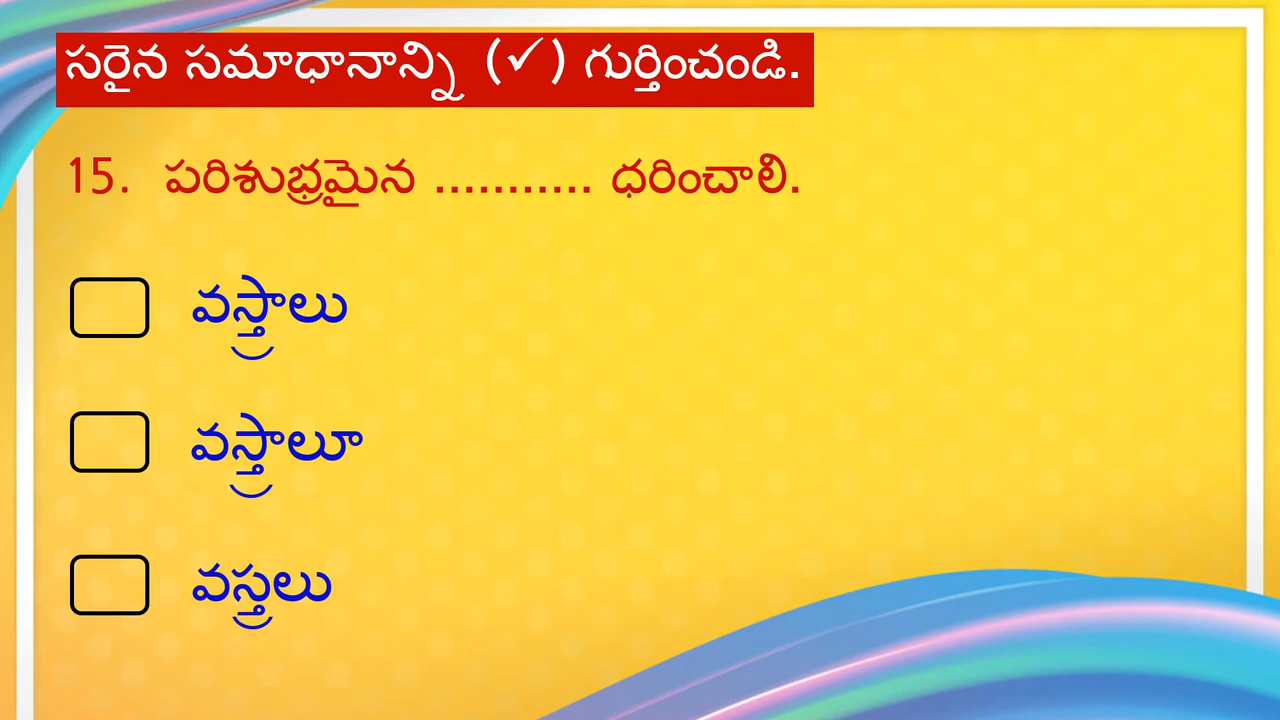 సరైన సమాధానాన్ని (✓) గుర్తించండి.
15. పరిశుభ్రమైన ........... ధరించాలి.
వస్త్రాలు
వస్త్రాలూ
వస్త్రలు